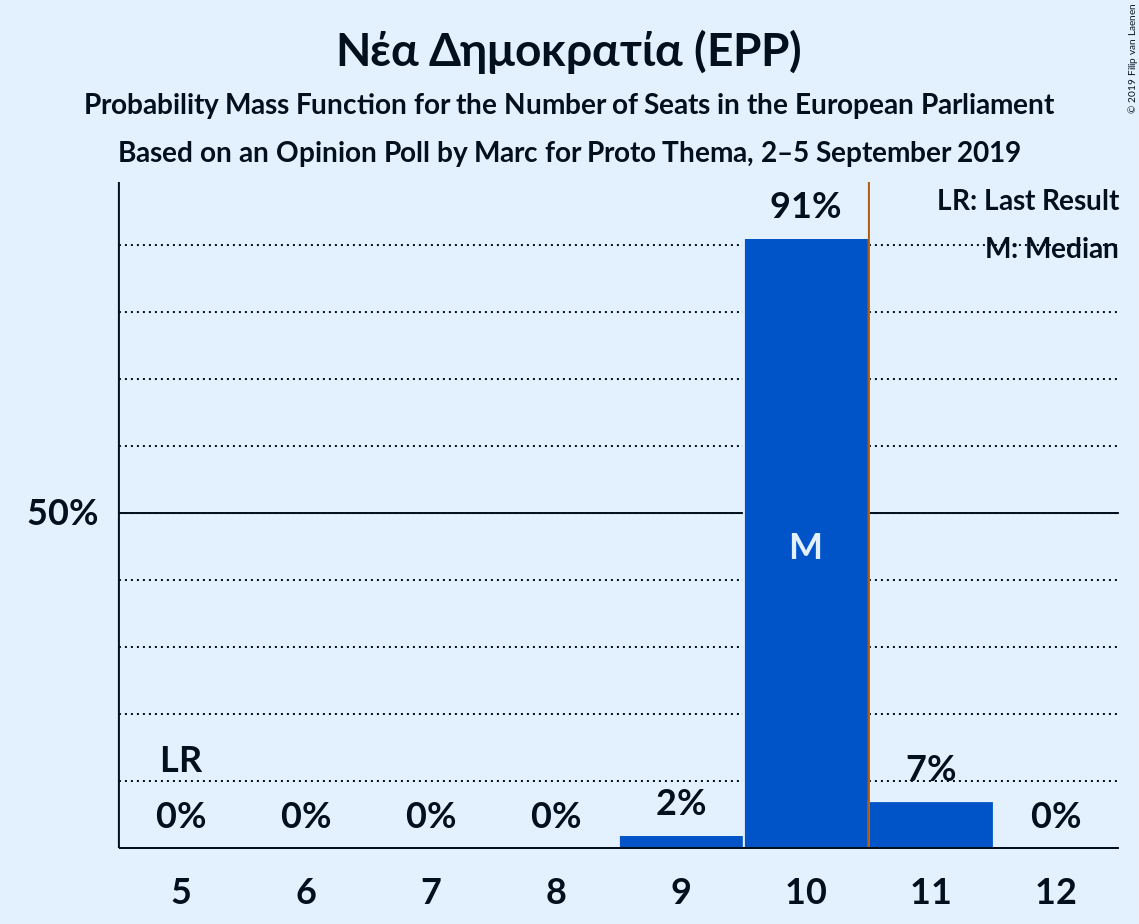 Νέα Δημοκρατία (EPP)
Probability Mass Function for the Number of Seats in the European Parliament
Based on an Opinion Poll by Marc for Proto Thema, 2–5 September 2019
© 2019 Filip van Laenen
LR: Last Result
M: Median
91%
50%
M
LR
7%
2%
0% 0% 0% 0% 0%
5 6 7 8 9 10 11 12